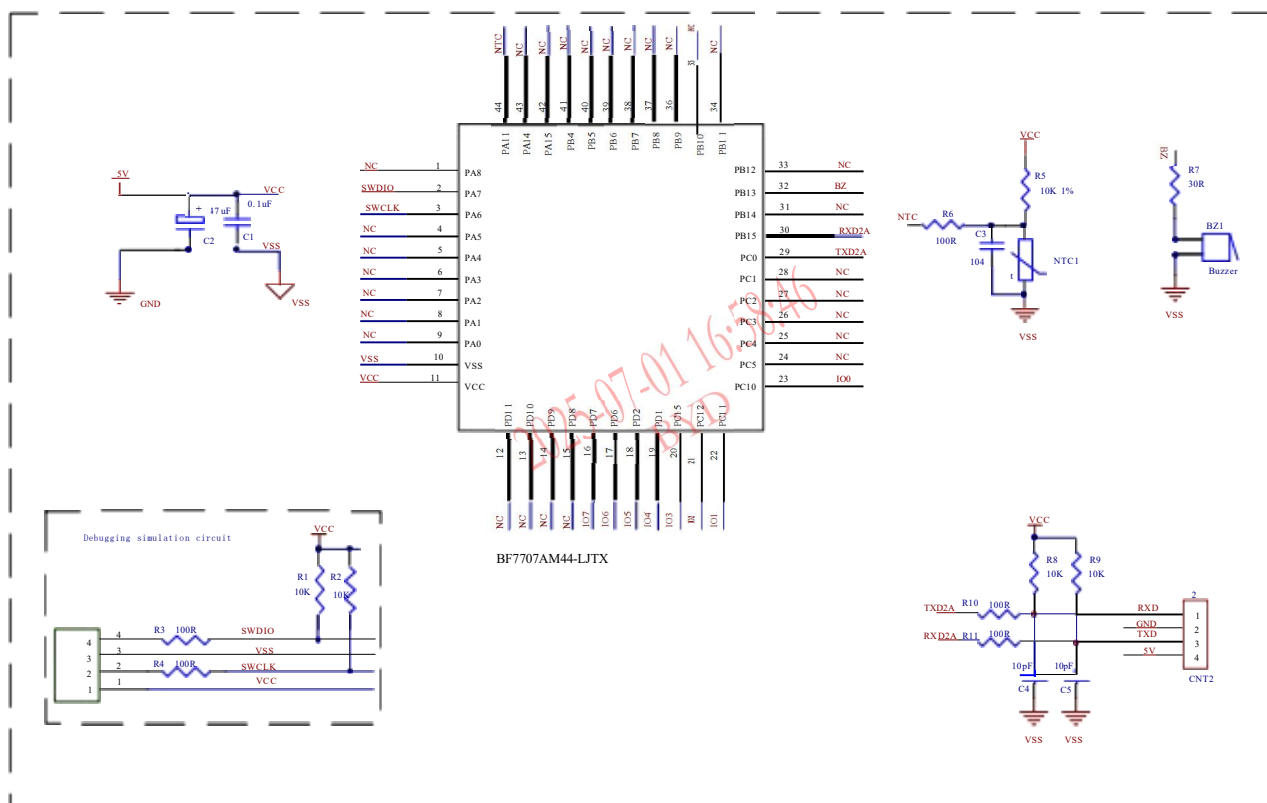 NTC NC NC NC NC NC NC NC NC NC NC
44 43 42 41 40 39 38 37 36 34
PA11 PA14 PA15 PB4 PB5 PB6 PB7 PB8 PB9 PB10 PB11
NC 1 PA8
SWDIO 2 PA7
SWCLK 3 PA6
NC 4 PA5
NC 5 PA4
NC 6 PA3
NC 7 PA2
NC 8 PA1
NC 9 PA0
VSS 10 VSS
VCC 11 VCC
PB12 33 NC
PB13 32 BZ
PB14 31 NC
PB15 30 RXD2A
PC0 29 TXD2A
PC1 28 NC
PC2 27 NC
PC3 26 NC
PC4 25 NC
PC5 24 NC
PC10 23 IO0
PD11 PD10 PD9 PD8 PD7 PD6 PD2 PD1 PC15 PC12 PC11
12 13 14 15 16 17 18 19 20 21 22
NC NC NC NC IO7 IO6 IO5 IO4 IO3 IO1
BF7707AM44-LJTX
2025-07-01 16:58:46
BYD
5V
VCC
+ 47uF
0.1uF
C2
C1
VSS
GND
VSS
VCC
R5
10K 1%
NTC
R6
100R
C3
104
t
NTC1
VSS
BZ
R7
30R
BZ1
Buzzer
VSS
Debugging simulation circuit
VCC
R1
10K
R2
10K
4 4 R3 100R SWDIO
3 3 VSS
2 2 R4 100R SWCLK
1 1 VCC
VCC
R8
10K
R9
10K
TXD2A R10 100R
RXD2A R11 100R
2
RXD 1
GND 2
TXD 3
5V 4
CNT2
10pF
C4
10pF
C5
VSS
VSS